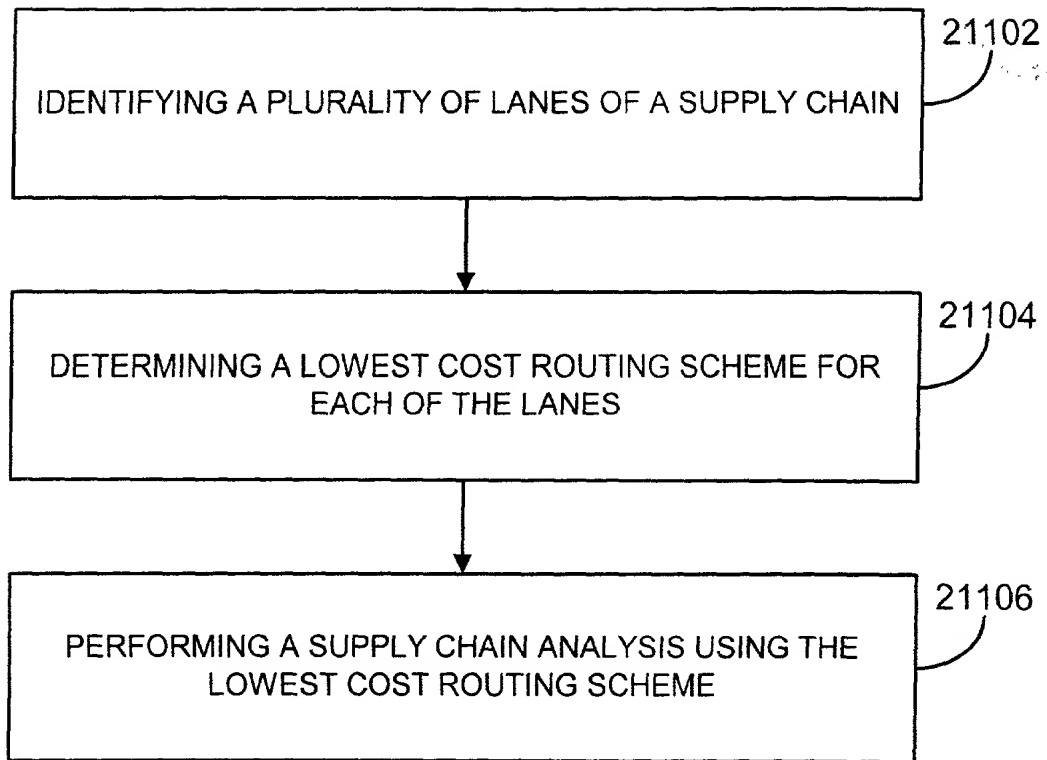 21102
IDENTIFYING A PLURALITY OF LANES OF A SUPPLY CHAIN
21104
DETERMINING A LOWEST COST ROUTING SCHEME FOR
EACH OF THE LANES
21106
PERFORMING A SUPPLY CHAIN ANALYSIS USING THE
LOWEST COST ROUTING SCHEME